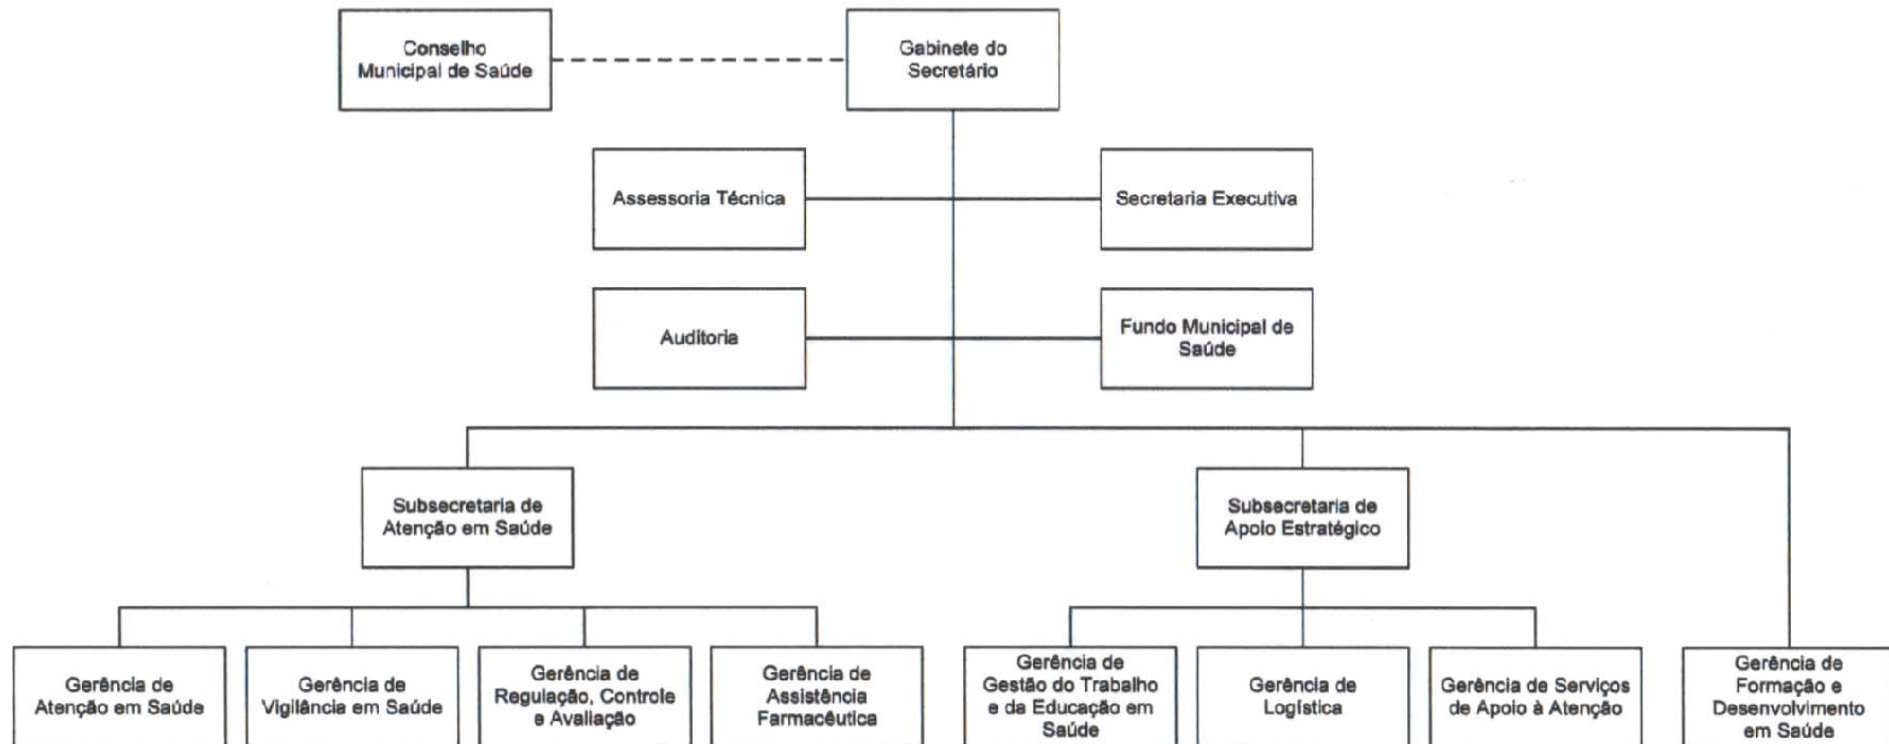 Conselho
Municipal de Saúde
Gabinete do
Secretário
Assessoria Técnica
Secretaria Executiva
Auditoria
Fundo Municipal de
Saúde
Subsecretaria de
Atenção em Saúde
Subsecretaria de
Apoio Estratégico
Gerência de
Atenção em Saúde
Gerência de
Vigilância em Saúde
Gerência de
Regulação, Controle
e Avaliação
Gerência de
Assistência
Farmacêutica
Gerência de
Gestão do Trabalho
e da Educação em
Saúde
Gerência de
Logística
Gerência de Serviços
de Apoio à Atenção
Gerência de
Formação e
Desenvolvimento
em Saúde